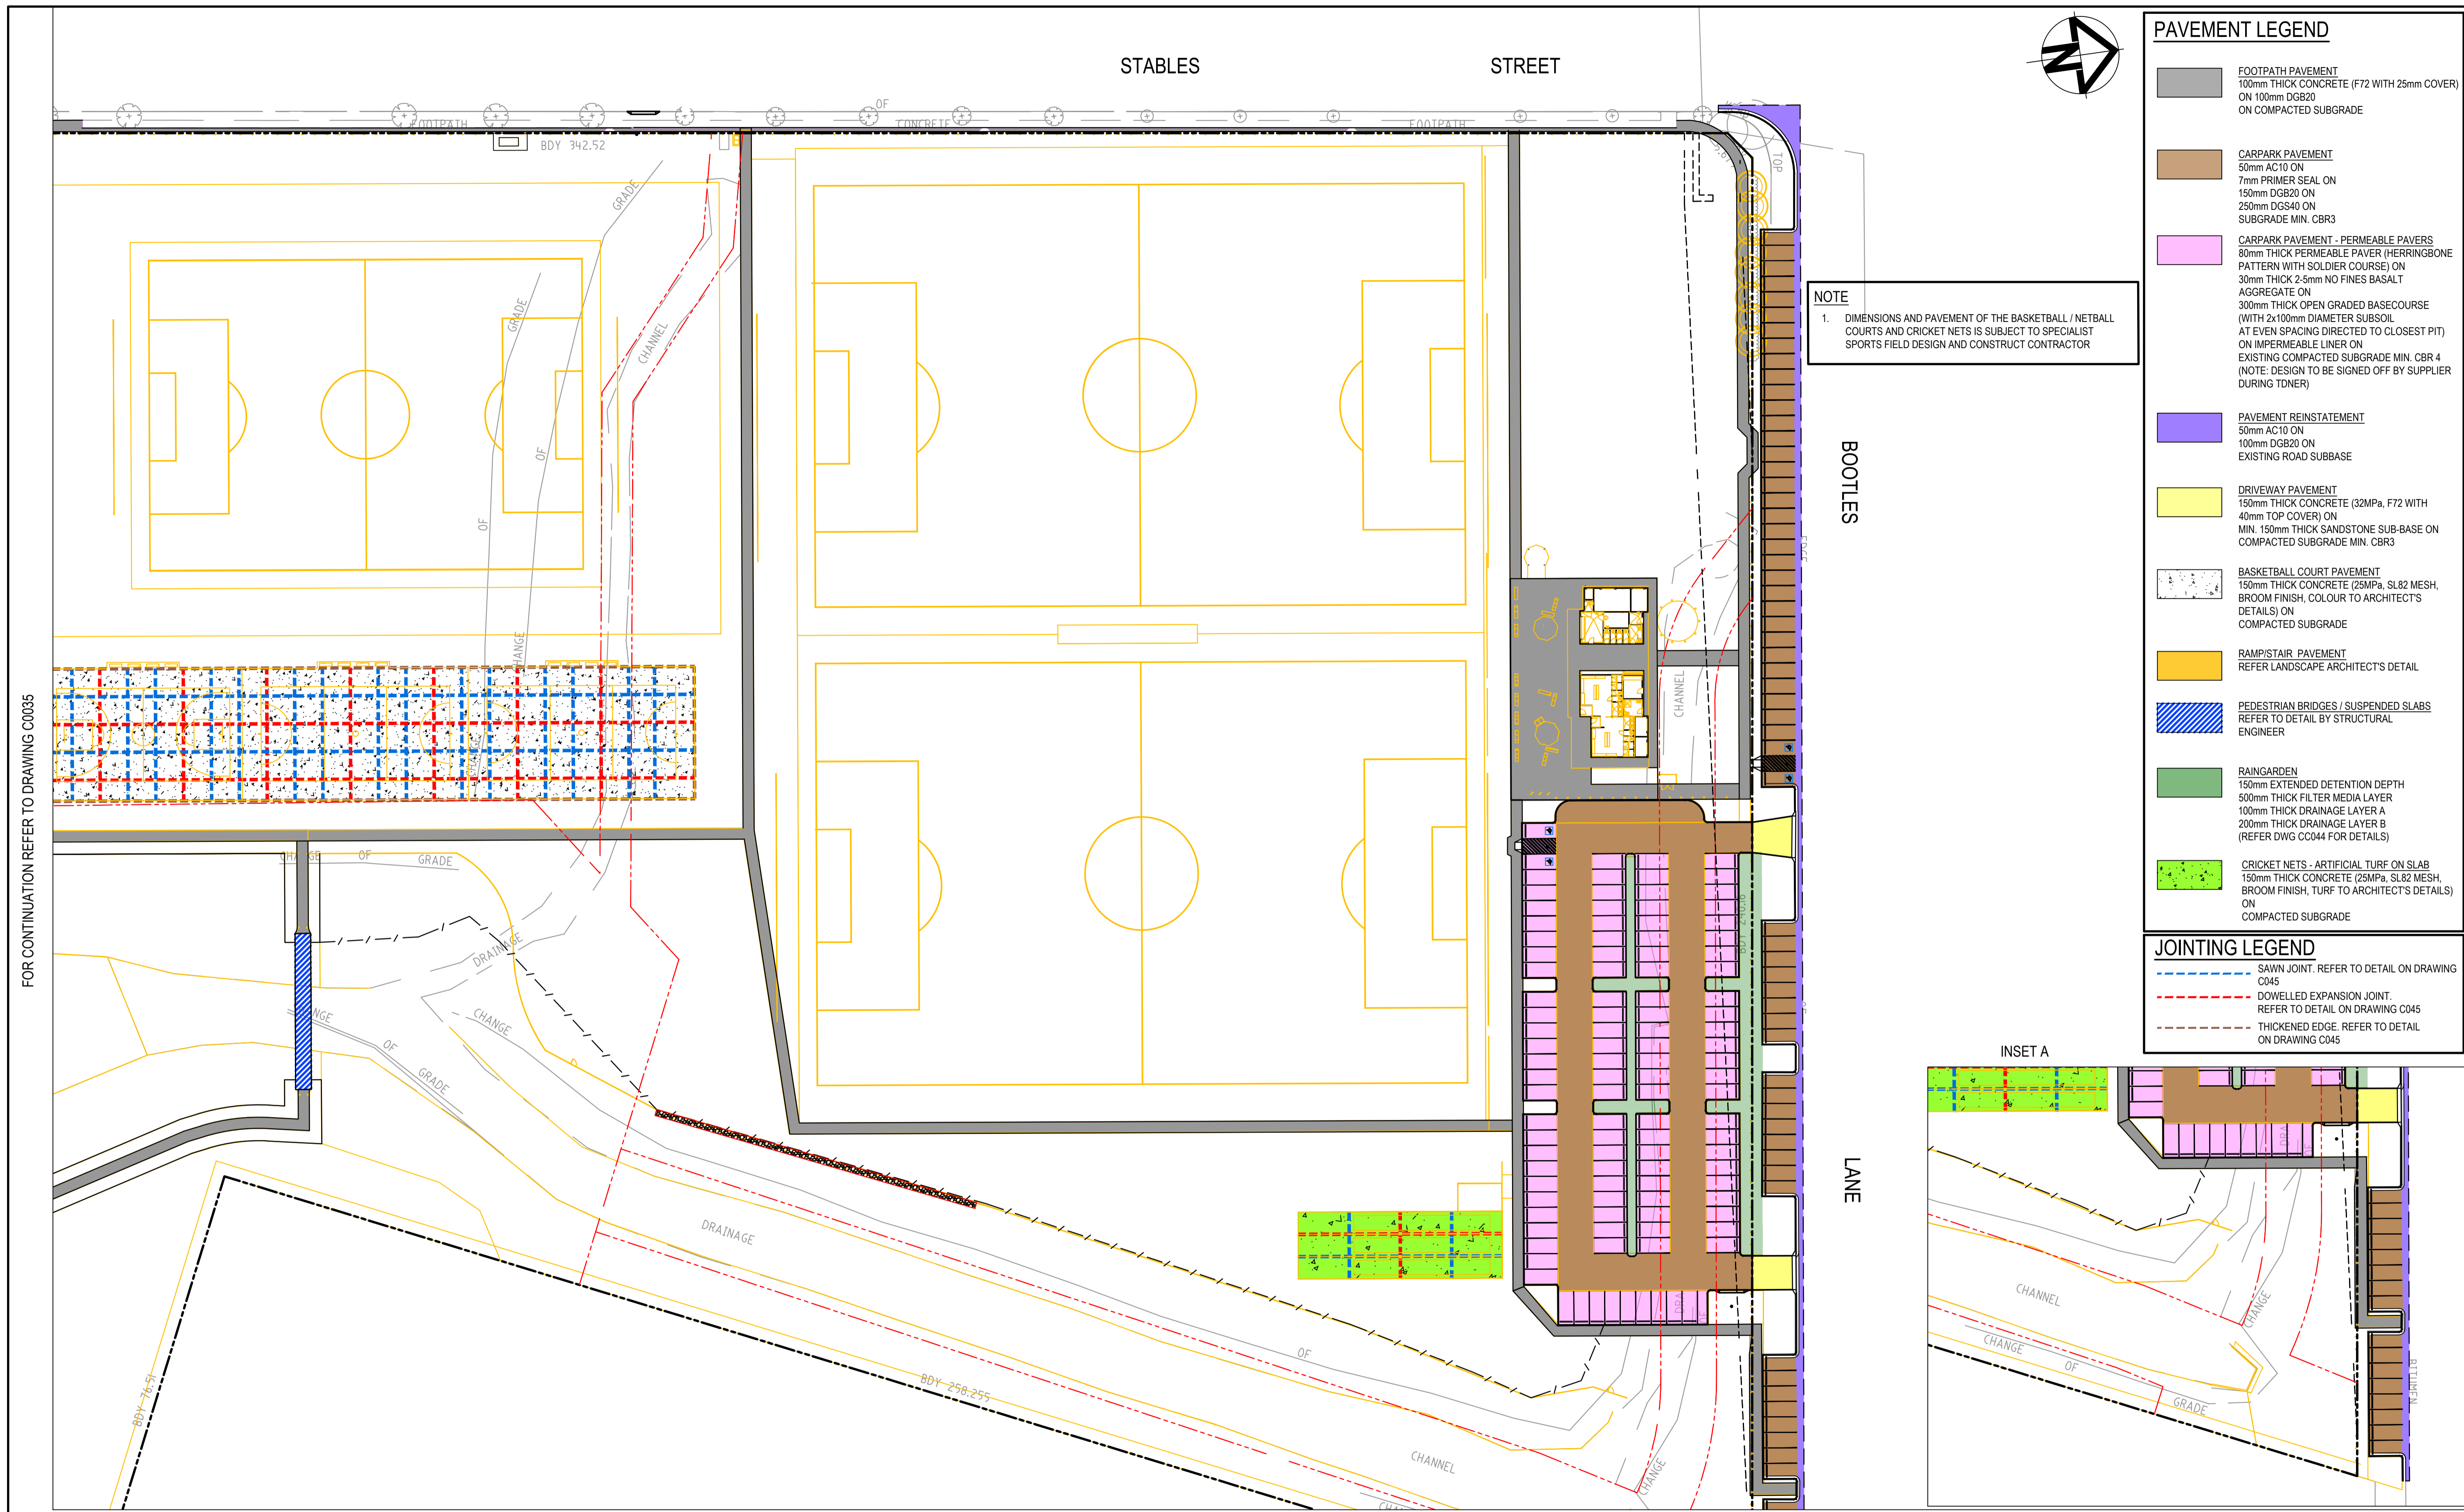 STABLES STREET
OF
FOOTPATH
CONCRETE
FOOTPATH
BDY 342.52
TOP
GRADE
GRADE
CHANNEL
OF
OF
CHANGE
CHANGE
CHANNEL
BOOTLES
EDGE
OF
LANE
BDY 240.16
FOR CONTINUATION REFER TO DRAWING C0035
CHANGE OF GRADE
DRAINAGE
CHANGE
OF
GRADE
CHANGE
DRAINAGE
OF
CHANNEL
CHANGE
BDY 76.51
BDY 258.255
NOTE
1. DIMENSIONS AND PAVEMENT OF THE BASKETBALL / NETBALL
COURTS AND CRICKET NETS IS SUBJECT TO SPECIALIST
SPORTS FIELD DESIGN AND CONSTRUCT CONTRACTOR
PAVEMENT LEGEND
FOOTPATH PAVEMENT
100mm THICK CONCRETE (F72 WITH 25mm COVER)
ON 100mm DGB20
ON COMPACTED SUBGRADE
CARPARK PAVEMENT
50mm AC10 ON
7mm PRIMER SEAL ON
150mm DGB20 ON
250mm DGS40 ON
SUBGRADE MIN. CBR3
CARPARK PAVEMENT - PERMEABLE PAVERS
80mm THICK PERMEABLE PAVER (HERRINGBONE
PATTERN WITH SOLDIER COURSE) ON
30mm THICK 2-5mm NO FINES BASALT
AGGREGATE ON
300mm THICK OPEN GRADED BASECOURSE
(WITH 2x100mm DIAMETER SUBSOIL
AT EVEN SPACING DIRECTED TO CLOSEST PIT)
ON IMPERMEABLE LINER ON
EXISTING COMPACTED SUBGRADE MIN. CBR 4
(NOTE: DESIGN TO BE SIGNED OFF BY SUPPLIER
DURING TDNER)
PAVEMENT REINSTATEMENT
50mm AC10 ON
100mm DGB20 ON
EXISTING ROAD SUBBASE
DRIVEWAY PAVEMENT
150mm THICK CONCRETE (32MPa, F72 WITH
40mm TOP COVER) ON
MIN. 150mm THICK SANDSTONE SUB-BASE ON
COMPACTED SUBGRADE MIN. CBR3
BASKETBALL COURT PAVEMENT
150mm THICK CONCRETE (25MPa, SL82 MESH,
BROOM FINISH, COLOUR TO ARCHITECT'S
DETAILS) ON
COMPACTED SUBGRADE
RAMP/STAIR PAVEMENT
REFER LANDSCAPE ARCHITECT'S DETAIL
PEDESTRIAN BRIDGES / SUSPENDED SLABS
REFER TO DETAIL BY STRUCTURAL
ENGINEER
RAINGARDEN
150mm EXTENDED DETENTION DEPTH
500mm THICK FILTER MEDIA LAYER
100mm THICK DRAINAGE LAYER A
200mm THICK DRAINAGE LAYER B
(REFER DWG CC044 FOR DETAILS)
CRICKET NETS - ARTIFICIAL TURF ON SLAB
150mm THICK CONCRETE (25MPa, SL82 MESH,
BROOM FINISH, TURF TO ARCHITECT'S DETAILS)
ON
COMPACTED SUBGRADE
JOINTING LEGEND
SAWN JOINT. REFER TO DETAIL ON DRAWING
C045
DOWELLED EXPANSION JOINT.
REFER TO DETAIL ON DRAWING C045
THICKENED EDGE. REFER TO DETAIL
ON DRAWING C045
INSET A
CHANNEL
CHANGE
CHANGE
OF
GRADE
BITUMEN